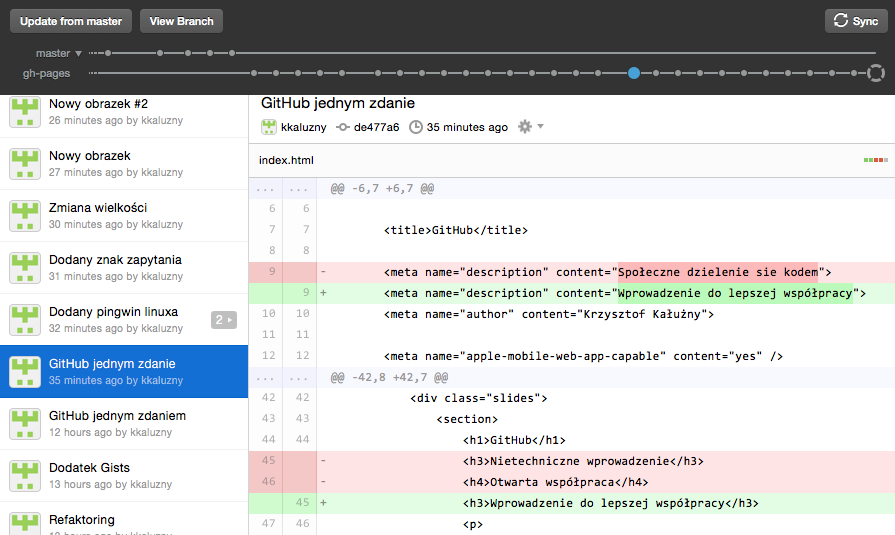 Update from master View Branch Sync
master
gh-pages
Nowy obrazek #2
26 minutes ago by kkaluzny
Nowy obrazek
27 minutes ago by kkaluzny
Zmiana wielkości
30 minutes ago by kkaluzny
Dodany znak zapytania
31 minutes ago by kkaluzny
Dodany pingwin linuxa
32 minutes ago by kkaluzny
2
GitHub jednym zdanie
35 minutes ago by kkaluzny
GitHub jednym zdaniem
12 hours ago by kkaluzny
Dodatek Gists
13 hours ago by kkaluzny
Refaktoring
GitHub jednym zdanie
kkaluzny de477a6 35 minutes ago
index.html
... ... @@ -6,7 +6,7 @@
6 6
7 7 <title>GitHub</title>
8 8
9 - <meta name="description" content="Społeczne dzielenie sie kodem">
9 + <meta name="description" content="Wprowadzenie do lepszej współpracy">
10 10 <meta name="author" content="Krzysztof Kałużny">
11 11
12 12 <meta name="apple-mobile-web-app-capable" content="yes" />
... ... @@ -42,8 +42,7 @@
42 42 <div class="slides">
43 43 <section>
44 44 <h1>GitHub</h1>
45 - <h3>Nietechniczne wprowadzenie</h3>
46 - <h4>Otwarta współpraca</h4>
45 + <h3>Wprowadzenie do lepszej współpracy</h3>
47 46 <p>